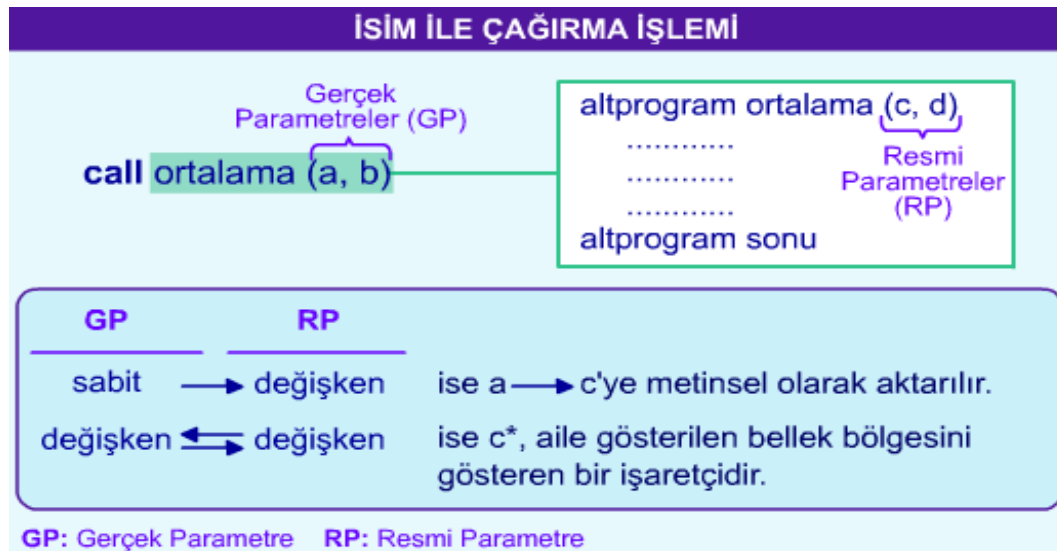 İSİM İLE ÇAĞIRMA İŞLEMİ
Gerçek
Parametreler (GP)
call ortalama (a, b)
altprogram ortalama (c, d)
............
............
............
altprogram sonu
Resmi
Parametreler
(RP)
GP RP
sabit → değişken ise a → c'ye metinsel olarak aktarılır.
değişken ⇄ değişken ise c*, aile gösterilen bellek bölgesini
gösteren bir işaretçidir.
GP: Gerçek Parametre RP: Resmi Parametre